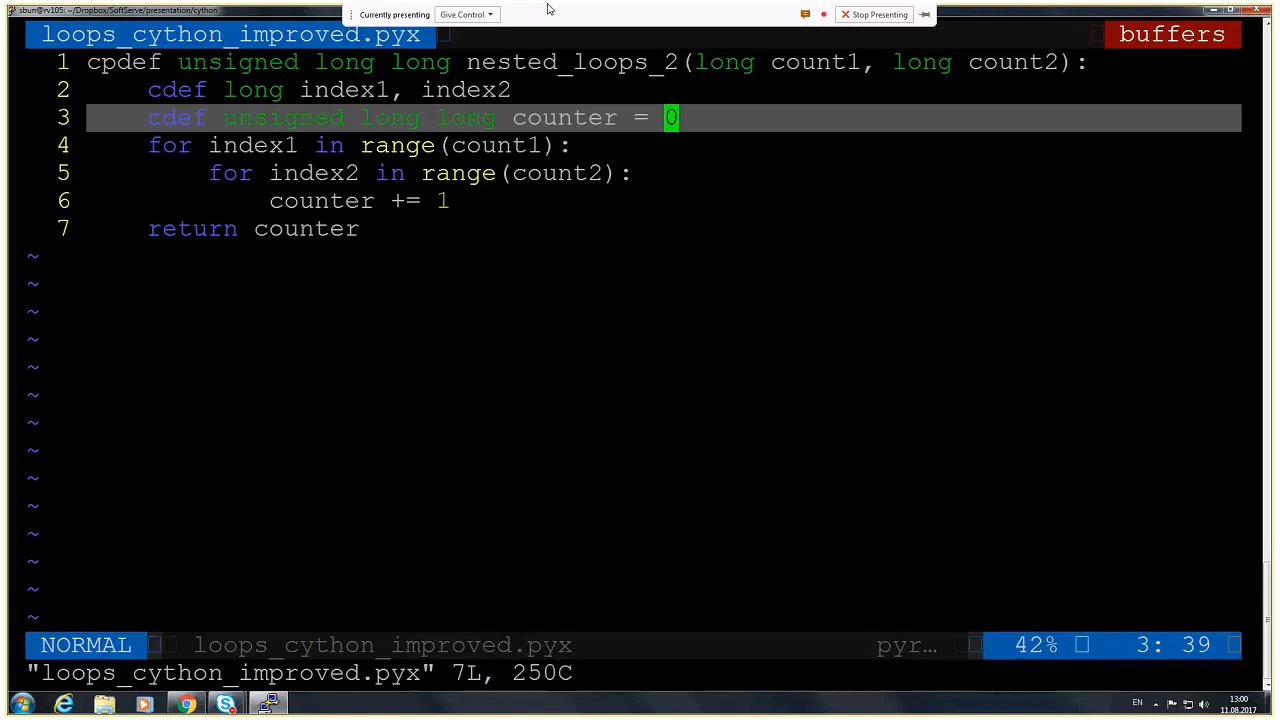 sbun@rv105: ~/Dropbox/SoftServe/presentation/cython
Currently presenting Give Control Stop Presenting
loops_cython_improved.pyx buffers
1 cpdef unsigned long long nested_loops_2(long count1, long count2):
2 cdef long index1, index2
3 cdef unsigned long long counter = 0
4 for index1 in range(count1):
5 for index2 in range(count2):
6 counter += 1
7 return counter
~
~
~
~
~
~
~
~
~
~
~
~
~
~
NORMAL loops_cython_improved.pyx pyr… 42% 3: 39
"loops_cython_improved.pyx" 7L, 250C
EN 13:00
11.08.2017